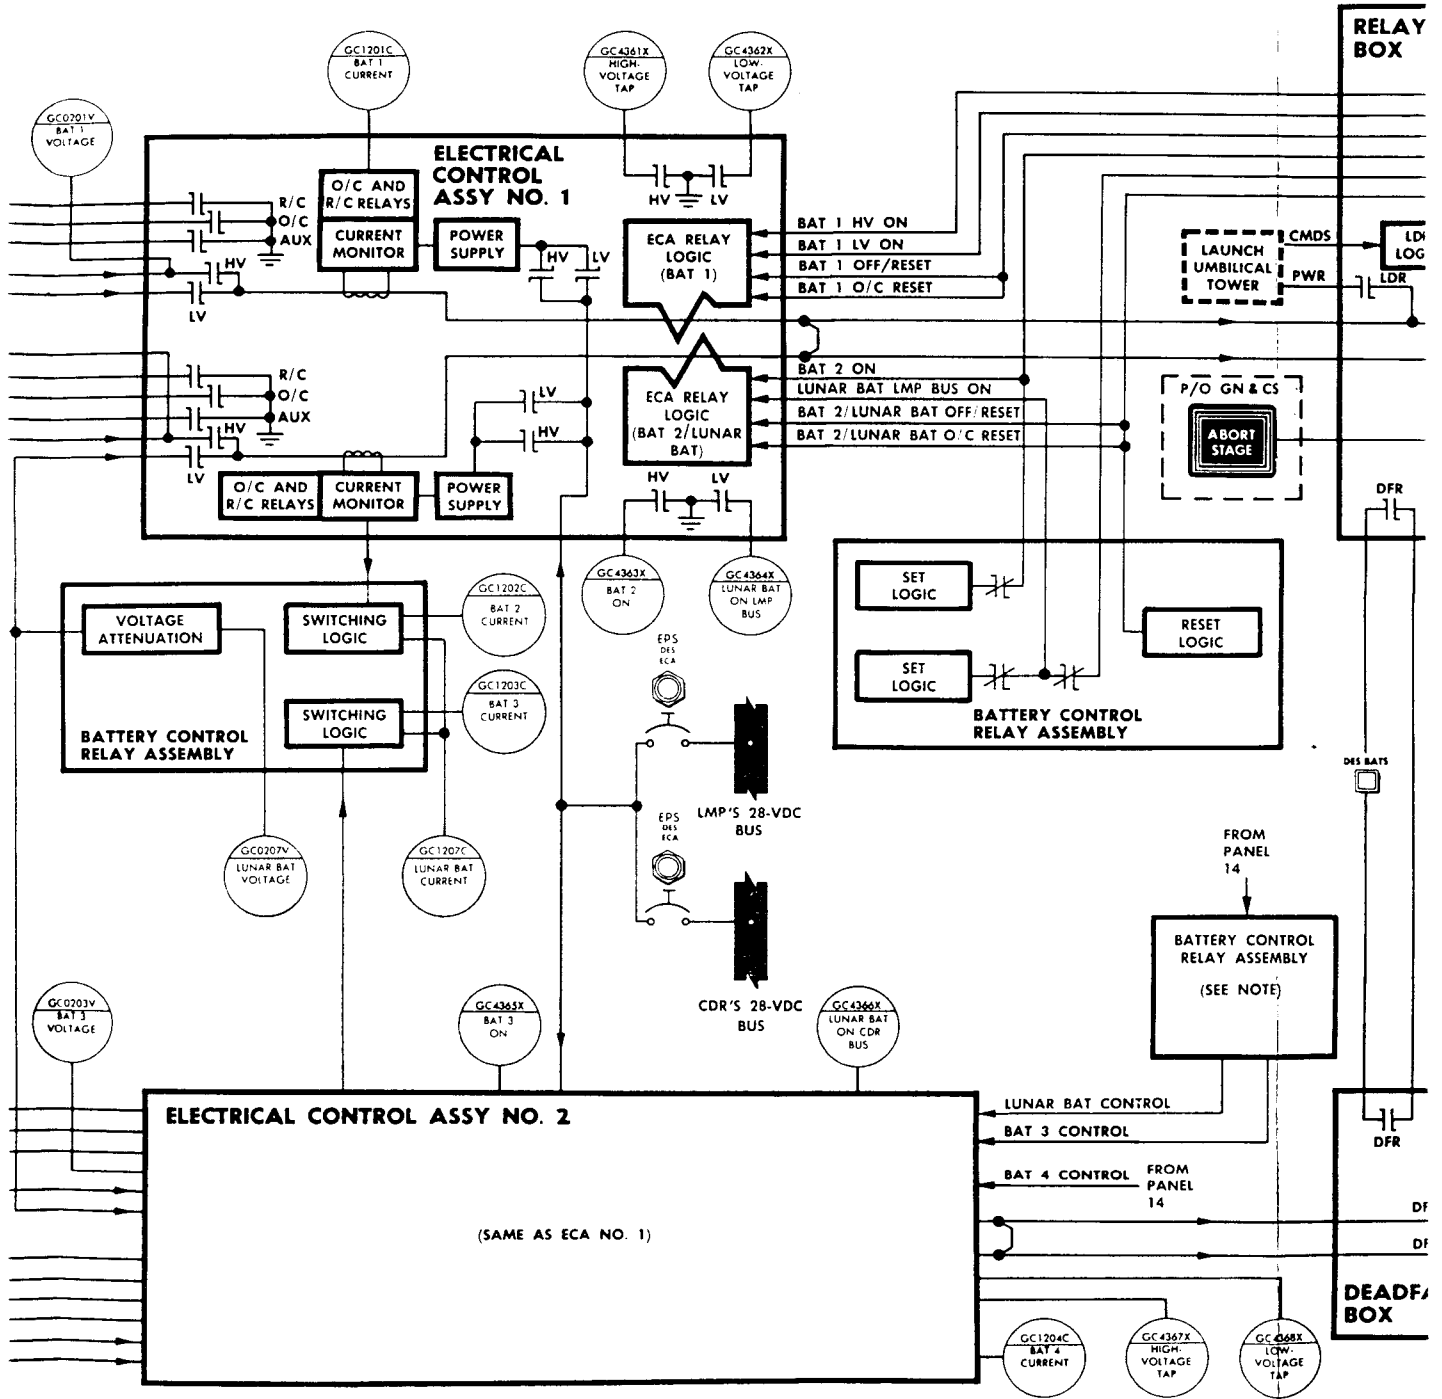 RELAY
BOX
GC1201C
BAT 1
CURRENT
GC4361X
HIGH-
VOLTAGE
TAP
GC4362X
LOW-
VOLTAGE
TAP
GC0201V
BAT 1
VOLTAGE
ELECTRICAL
CONTROL
ASSY NO. 1
O/C AND
R/C RELAYS
CURRENT
MONITOR
POWER
SUPPLY
R/C
O/C
AUX
HV
LV
HV
LV
HV
LV
ECA RELAY
LOGIC
(BAT 1)
BAT 1 HV ON
BAT 1 LV ON
BAT 1 OFF/RESET
BAT 1 O/C RESET
LAUNCH
UMBILICAL
TOWER
CMDS
PWR
LDR
LOG
R/C
O/C
AUX
HV
LV
LV
HV
ECA RELAY
LOGIC
(BAT 2/LUNAR
BAT)
BAT 2 ON
LUNAR BAT LMP BUS ON
BAT 2/LUNAR BAT OFF/RESET
BAT 2/LUNAR BAT O/C RESET
P/O GN & CS
ABORT
STAGE
O/C AND
R/C RELAYS
CURRENT
MONITOR
POWER
SUPPLY
HV
LV
DFR
GC4363X
BAT 2
ON
GC4364X
LUNAR BAT
ON LMP
BUS
VOLTAGE
ATTENUATION
SWITCHING
LOGIC
GC1202C
BAT 2
CURRENT
SWITCHING
LOGIC
GC1203C
BAT 3
CURRENT
BATTERY CONTROL
RELAY ASSEMBLY
SET
LOGIC
RESET
LOGIC
SET
LOGIC
BATTERY CONTROL
RELAY ASSEMBLY
EPS
DES
ECA
LMP'S 28-VDC
BUS
DES BATS
GC0207V
LUNAR BAT
VOLTAGE
GC1207C
LUNAR BAT
CURRENT
EPS
DES
ECA
CDR'S 28-VDC
BUS
FROM
PANEL
14
BATTERY CONTROL
RELAY ASSEMBLY
(SEE NOTE)
GC0203V
BAT 3
VOLTAGE
GC4365X
BAT 3
ON
GC4366X
LUNAR BAT
ON CDR
BUS
ELECTRICAL CONTROL ASSY NO. 2
(SAME AS ECA NO. 1)
LUNAR BAT CONTROL
BAT 3 CONTROL
BAT 4 CONTROL
FROM
PANEL
14
DFR
DF
DF
DEADFA
BOX
GC1204C
BAT 4
CURRENT
GC4367X
HIGH-
VOLTAGE
TAP
GC4368X
LOW-
VOLTAGE
TAP